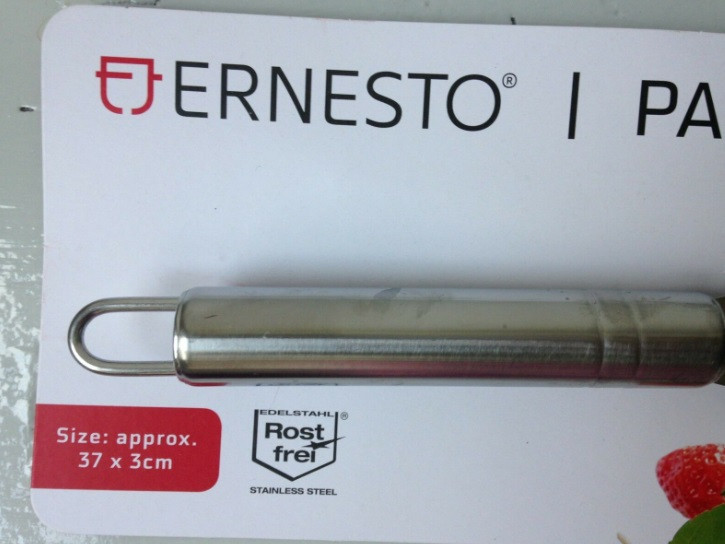 ERNESTO® | PA
Size: approx.
37 x 3cm
EDELSTAHL ®
Rost
frei
STAINLESS STEEL